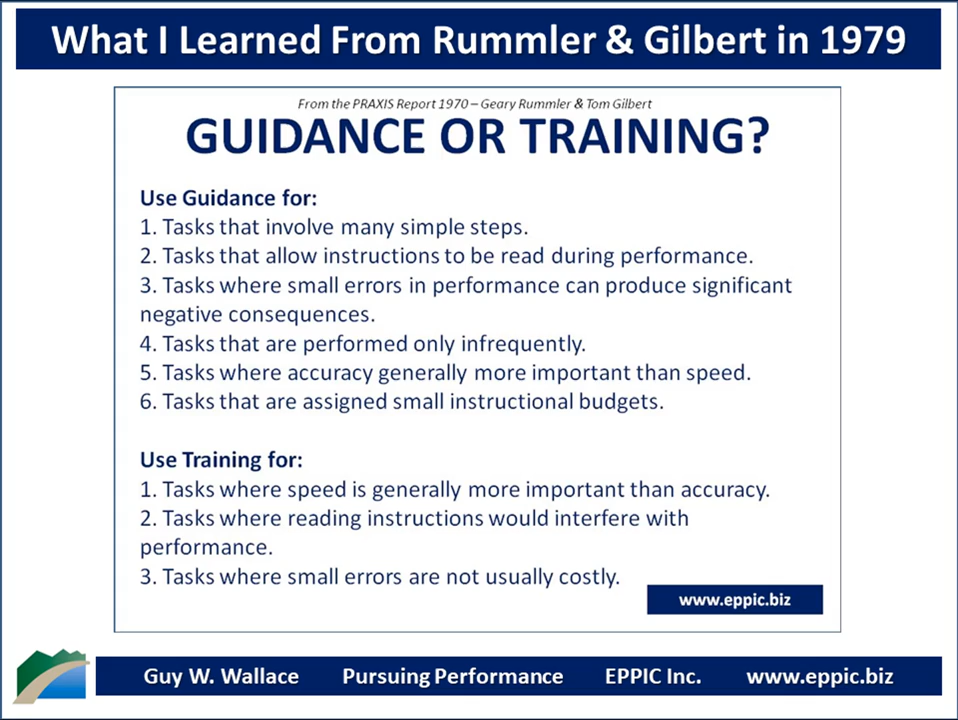 What I Learned From Rummler & Gilbert in 1979
From the PRAXIS Report 1970 – Geary Rummler & Tom Gilbert
GUIDANCE OR TRAINING?
Use Guidance for:
1. Tasks that involve many simple steps.
2. Tasks that allow instructions to be read during performance.
3. Tasks where small errors in performance can produce significant
negative consequences.
4. Tasks that are performed only infrequently.
5. Tasks where accuracy generally more important than speed.
6. Tasks that are assigned small instructional budgets.
Use Training for:
1. Tasks where speed is generally more important than accuracy.
2. Tasks where reading instructions would interfere with
performance.
3. Tasks where small errors are not usually costly.
www.eppic.biz
Guy W. Wallace Pursuing Performance EPPIC Inc. www.eppic.biz